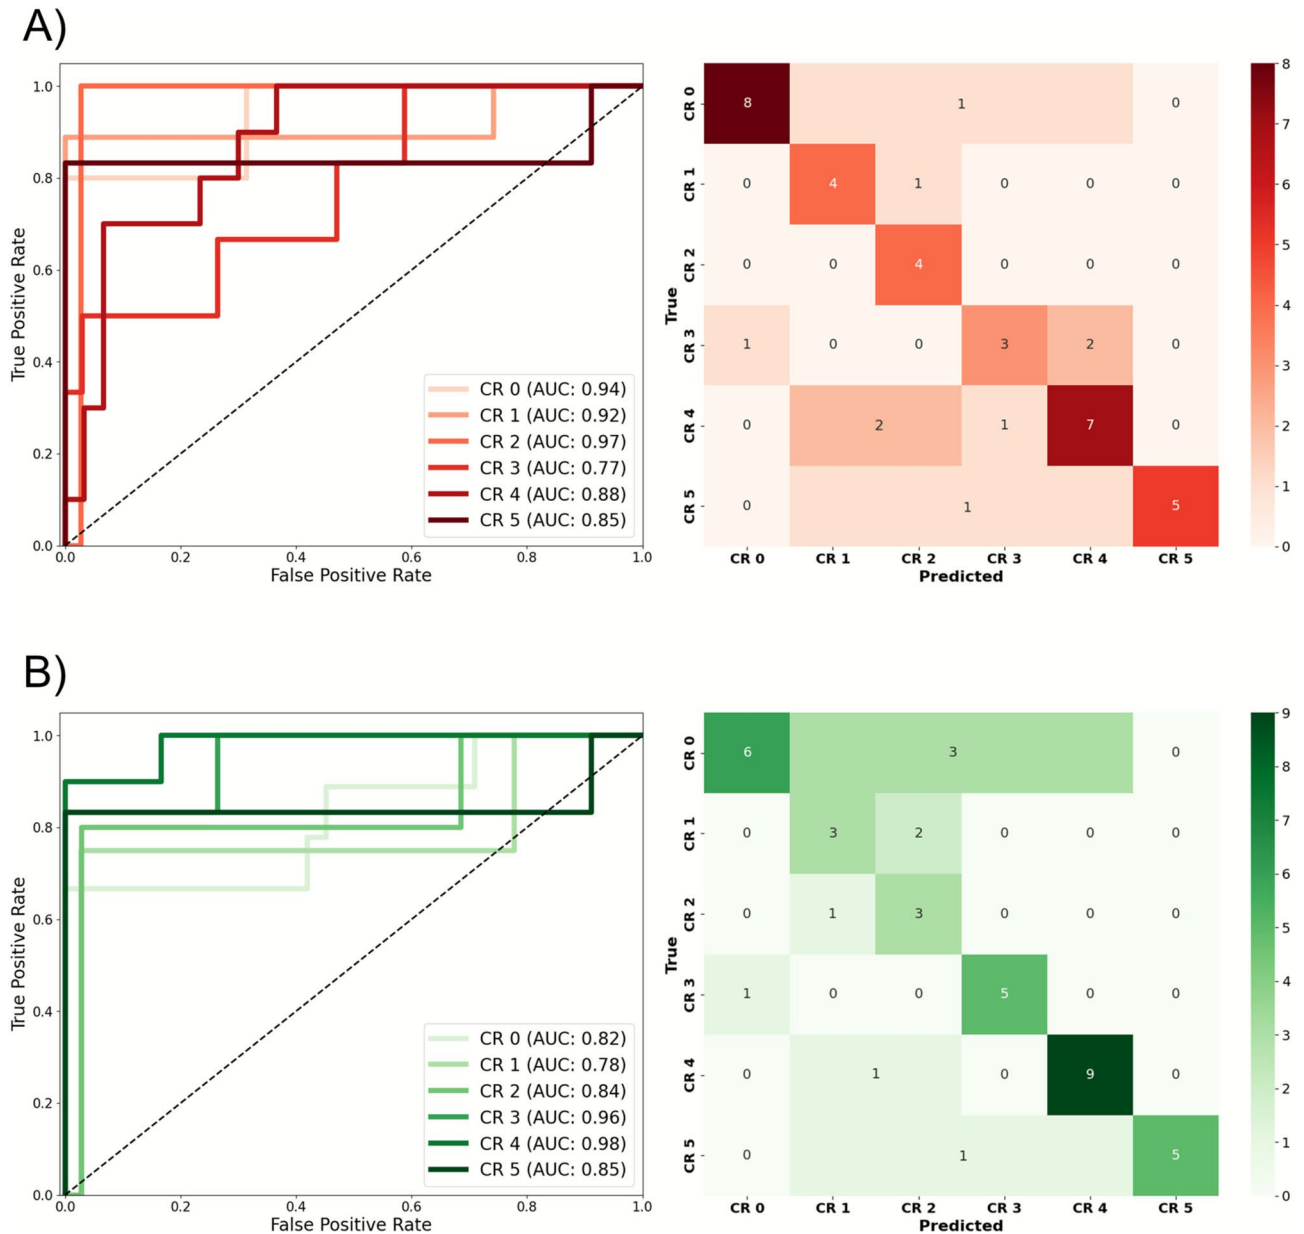 A)
1.0
0.8
0.6
0.4
0.2
0.0
True Positive Rate
0.0 0.2 0.4 0.6 0.8 1.0
False Positive Rate
CR 0 (AUC: 0.94)
CR 1 (AUC: 0.92)
CR 2 (AUC: 0.97)
CR 3 (AUC: 0.77)
CR 4 (AUC: 0.88)
CR 5 (AUC: 0.85)
True
CR 0 8 1 0
CR 1 0 4 1 0 0 0
CR 2 0 0 4 0 0 0
CR 3 1 0 0 3 2 0
CR 4 0 2 1 7 0
CR 5 0 1 5
CR 0 CR 1 CR 2 CR 3 CR 4 CR 5
Predicted
8
7
6
5
4
3
2
1
0
B)
1.0
0.8
0.6
0.4
0.2
0.0
True Positive Rate
0.0 0.2 0.4 0.6 0.8 1.0
False Positive Rate
CR 0 (AUC: 0.82)
CR 1 (AUC: 0.78)
CR 2 (AUC: 0.84)
CR 3 (AUC: 0.96)
CR 4 (AUC: 0.98)
CR 5 (AUC: 0.85)
True
CR 0 6 3 0
CR 1 0 3 2 0 0 0
CR 2 0 1 3 0 0 0
CR 3 1 0 0 5 0 0
CR 4 0 1 0 9 0
CR 5 0 1 5
CR 0 CR 1 CR 2 CR 3 CR 4 CR 5
Predicted
9
8
7
6
5
4
3
2
1
0